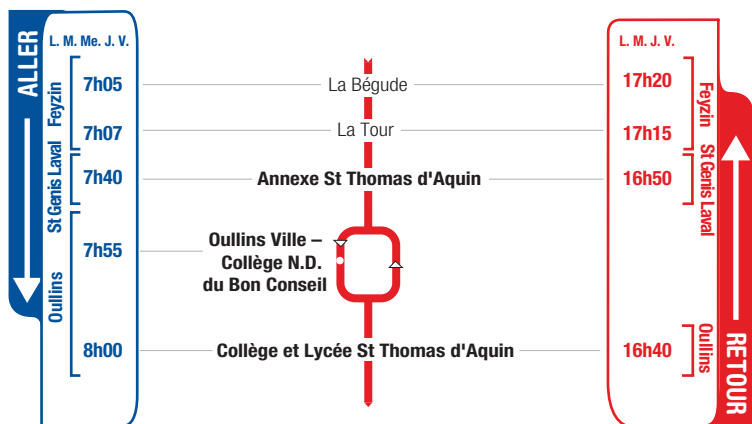 ALLER
L. M. Me. J. V.
L. M. J. V.
Feyzin
7h05
La Bégude
17h20
Feyzin
7h07
La Tour
17h15
St Genis Laval
7h40
Annexe St Thomas d'Aquin
16h50
St Genis Laval
Oullins
7h55
Oullins Ville –
Collège N.D.
du Bon Conseil
8h00
Collège et Lycée St Thomas d'Aquin
16h40
Oullins
RETOUR